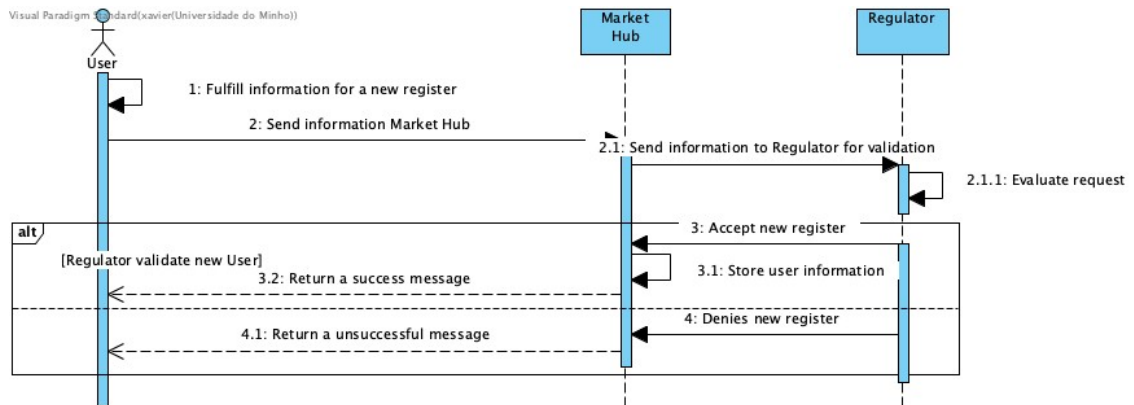 Visual Paradigm Standard(xavier(Universidade do Minho))
User
Market
Hub
Regulator
1: Fulfill information for a new register
2: Send information Market Hub
2.1: Send information to Regulator for validation
2.1.1: Evaluate request
alt
3: Accept new register
[Regulator validate new User]
3.1: Store user information
3.2: Return a success message
4: Denies new register
4.1: Return a unsuccessful message